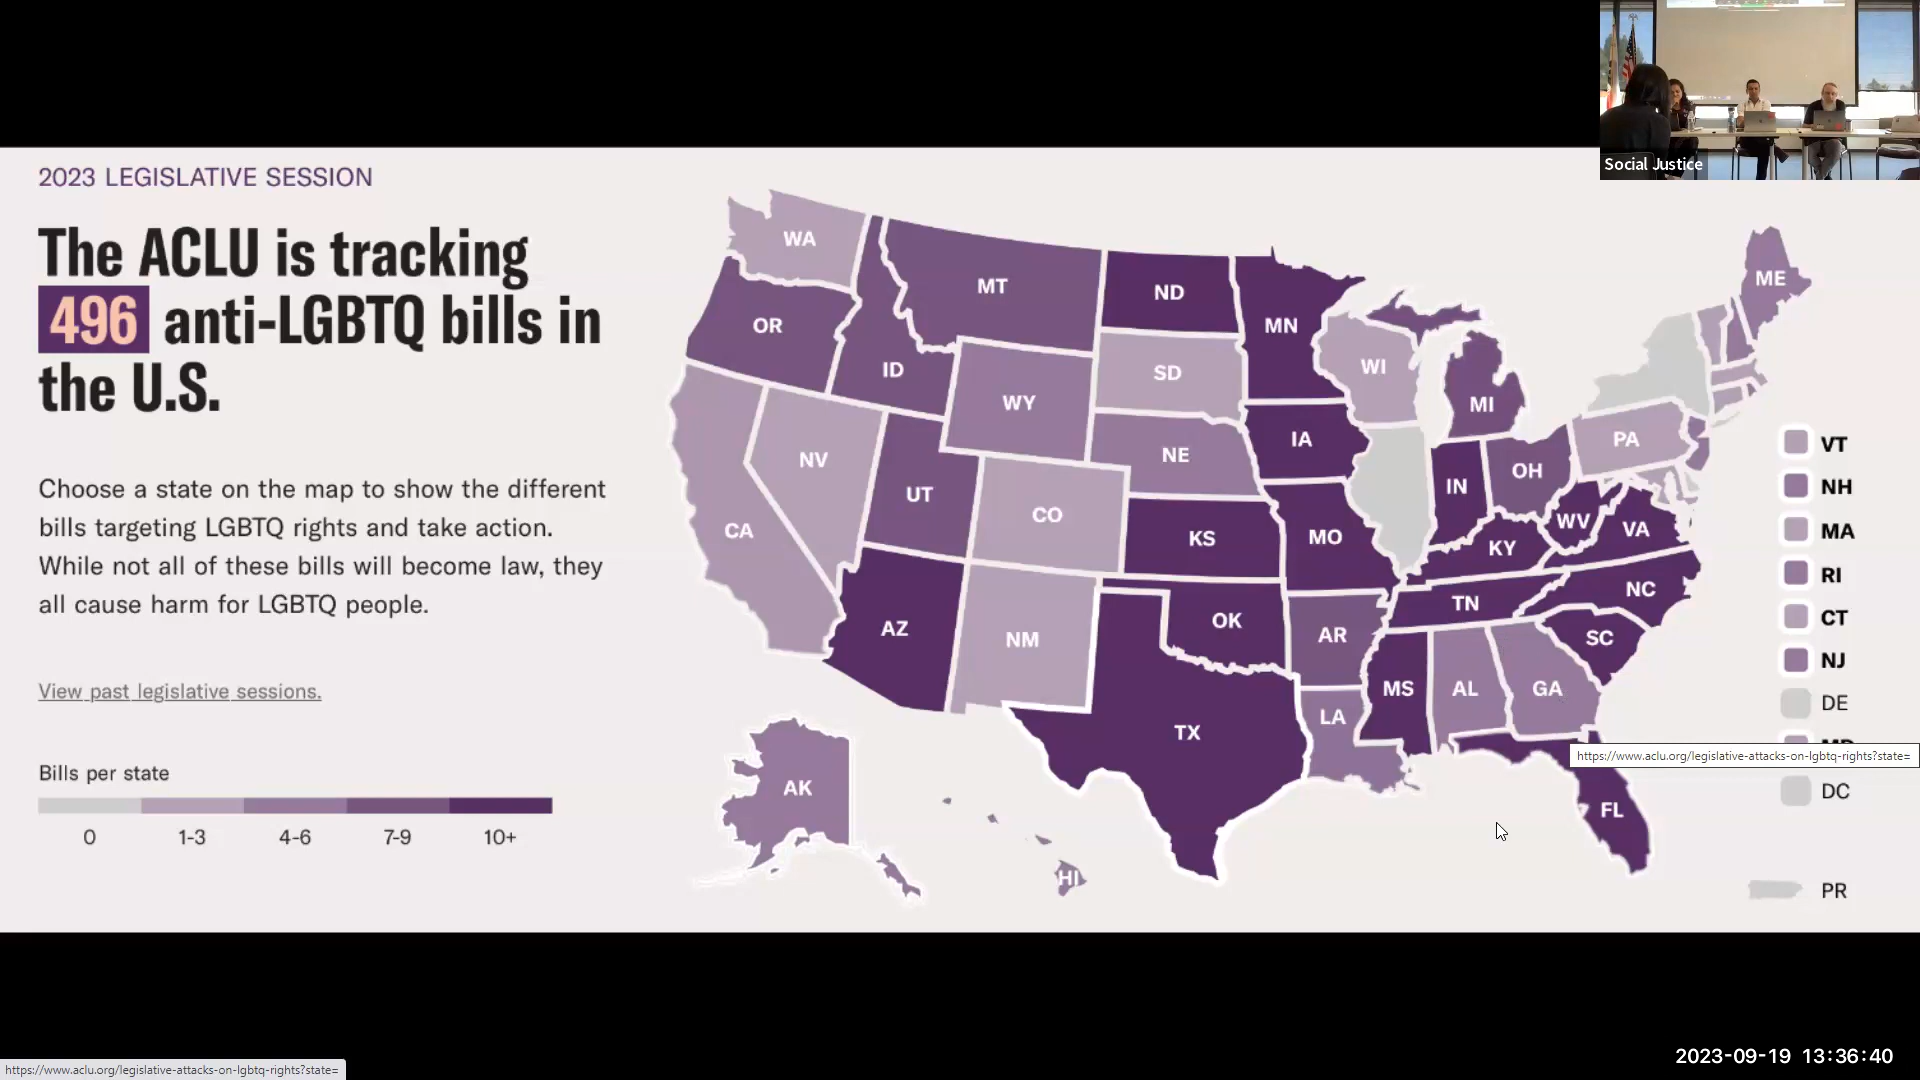 Social Justice
2023 LEGISLATIVE SESSION
The ACLU is tracking
496 anti-LGBTQ bills in
the U.S.
Choose a state on the map to show the different
bills targeting LGBTQ rights and take action.
While not all of these bills will become law, they
all cause harm for LGBTQ people.
View past legislative sessions.
Bills per state
0 1-3 4-6 7-9 10+
WA
MT
ND
MN
ME
OR
ID
WY
SD
WI
MI
NV
UT
CA
CO
NE
IA
KS
MO
IN
OH
PA
WV
VA
KY
NC
TN
SC
AZ
NM
OK
AR
MS
AL
GA
LA
TX
FL
AK
HI
VT
NH
MA
RI
CT
NJ
DE
https://www.aclu.org/legislative-attacks-on-lgbtq-rights?state=
DC
PR
2023-09-19 13:36:40
https://www.aclu.org/legislative-attacks-on-lgbtq-rights?state=